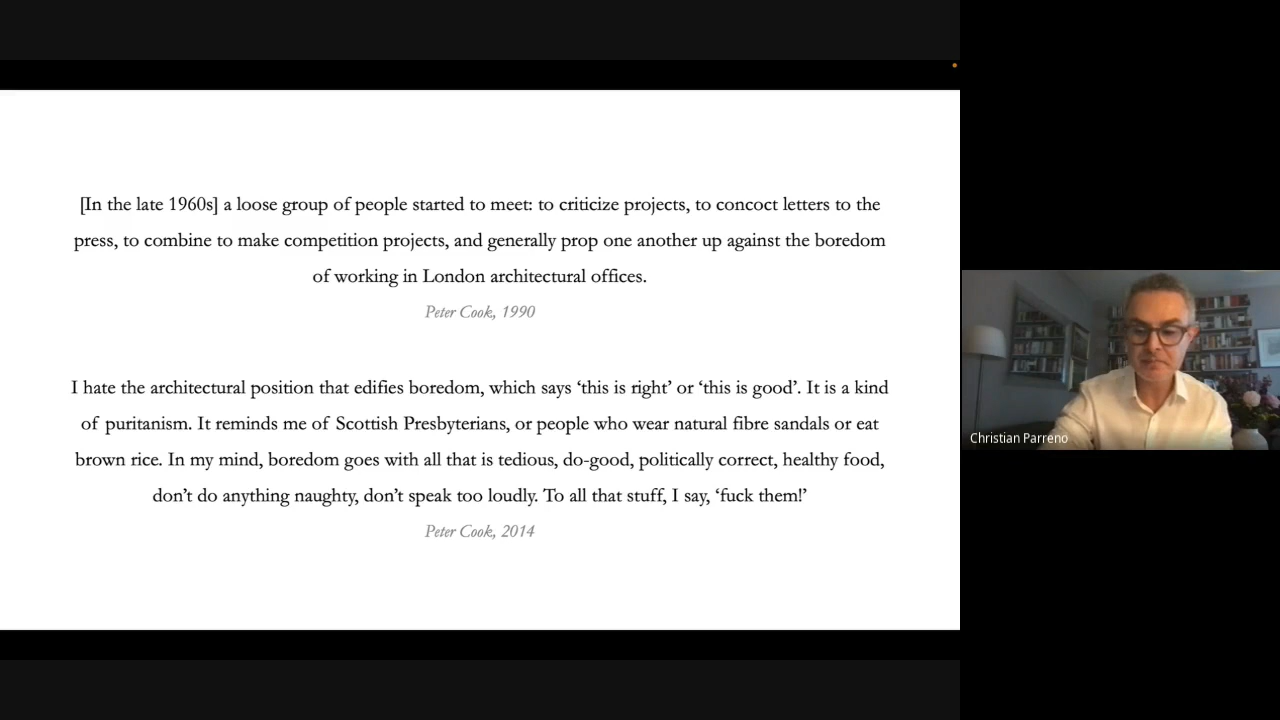 [In the late 1960s] a loose group of people started to meet: to criticize projects, to concoct letters to the
press, to combine to make competition projects, and generally prop one another up against the boredom
of working in London architectural offices.
Peter Cook, 1990
I hate the architectural position that edifies boredom, which says ‘this is right’ or ‘this is good’. It is a kind
of puritanism. It reminds me of Scottish Presbyterians, or people who wear natural fibre sandals or eat
brown rice. In my mind, boredom goes with all that is tedious, do-good, politically correct, healthy food,
don’t do anything naughty, don’t speak too loudly. To all that stuff, I say, ‘fuck them!’
Peter Cook, 2014
Christian Parreno